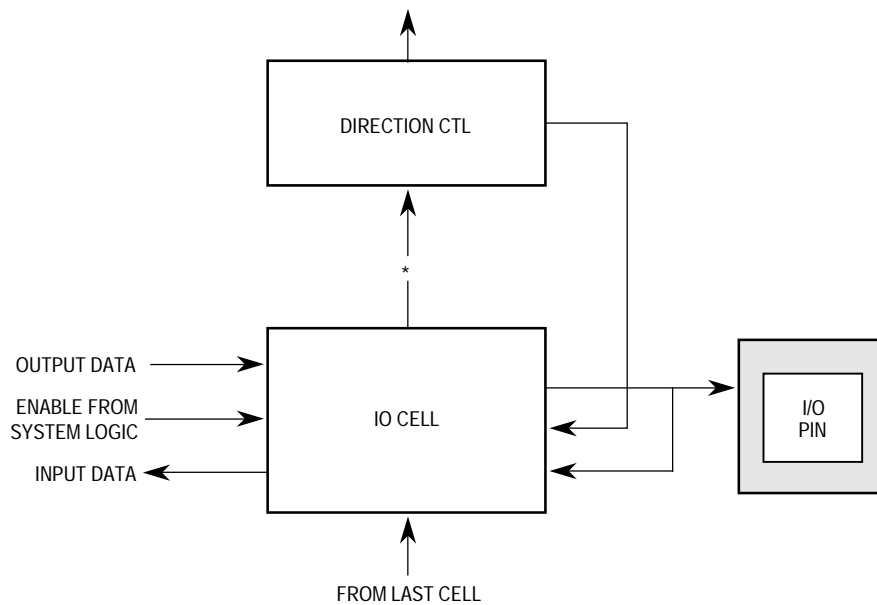 DIRECTION CTL
*
OUTPUT DATA
ENABLE FROM
SYSTEM LOGIC
INPUT DATA
IO CELL
I/O
PIN
FROM LAST CELL